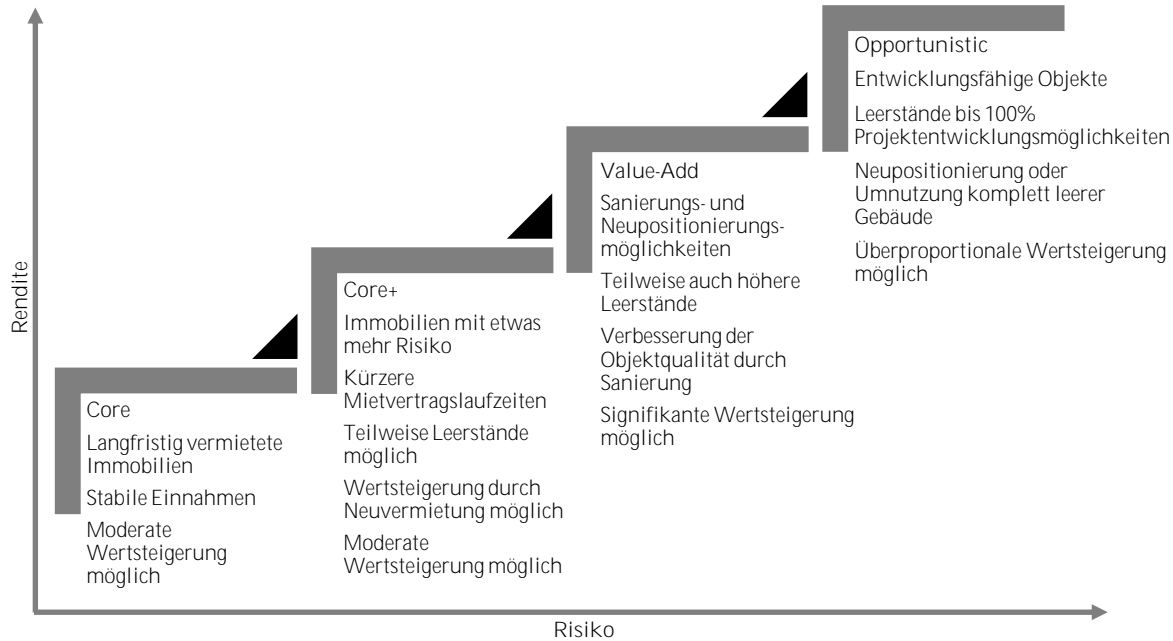 Rendite
Core
Langfristig vermietete
Immobilien
Stabile Einnahmen
Moderate
Wertsteigerung
möglich
Core+
Immobilien mit etwas
mehr Risiko
Kürzere
Mietvertragslaufzeiten
Teilweise Leerstände
möglich
Wertsteigerung durch
Neuvermietung möglich
Moderate
Wertsteigerung möglich
Value-Add
Sanierungs- und
Neupositionierungs-
möglichkeiten
Teilweise auch höhere
Leerstände
Verbesserung der
Objektqualität durch
Sanierung
Signifikante Wertsteigerung
möglich
Opportunistic
Entwicklungsfähige Objekte
Leerstände bis 100%
Projektentwicklungsmöglichkeiten
Neupositionierung oder
Umnutzung komplett leerer
Gebäude
Überproportionale Wertsteigerung
möglich
Risiko